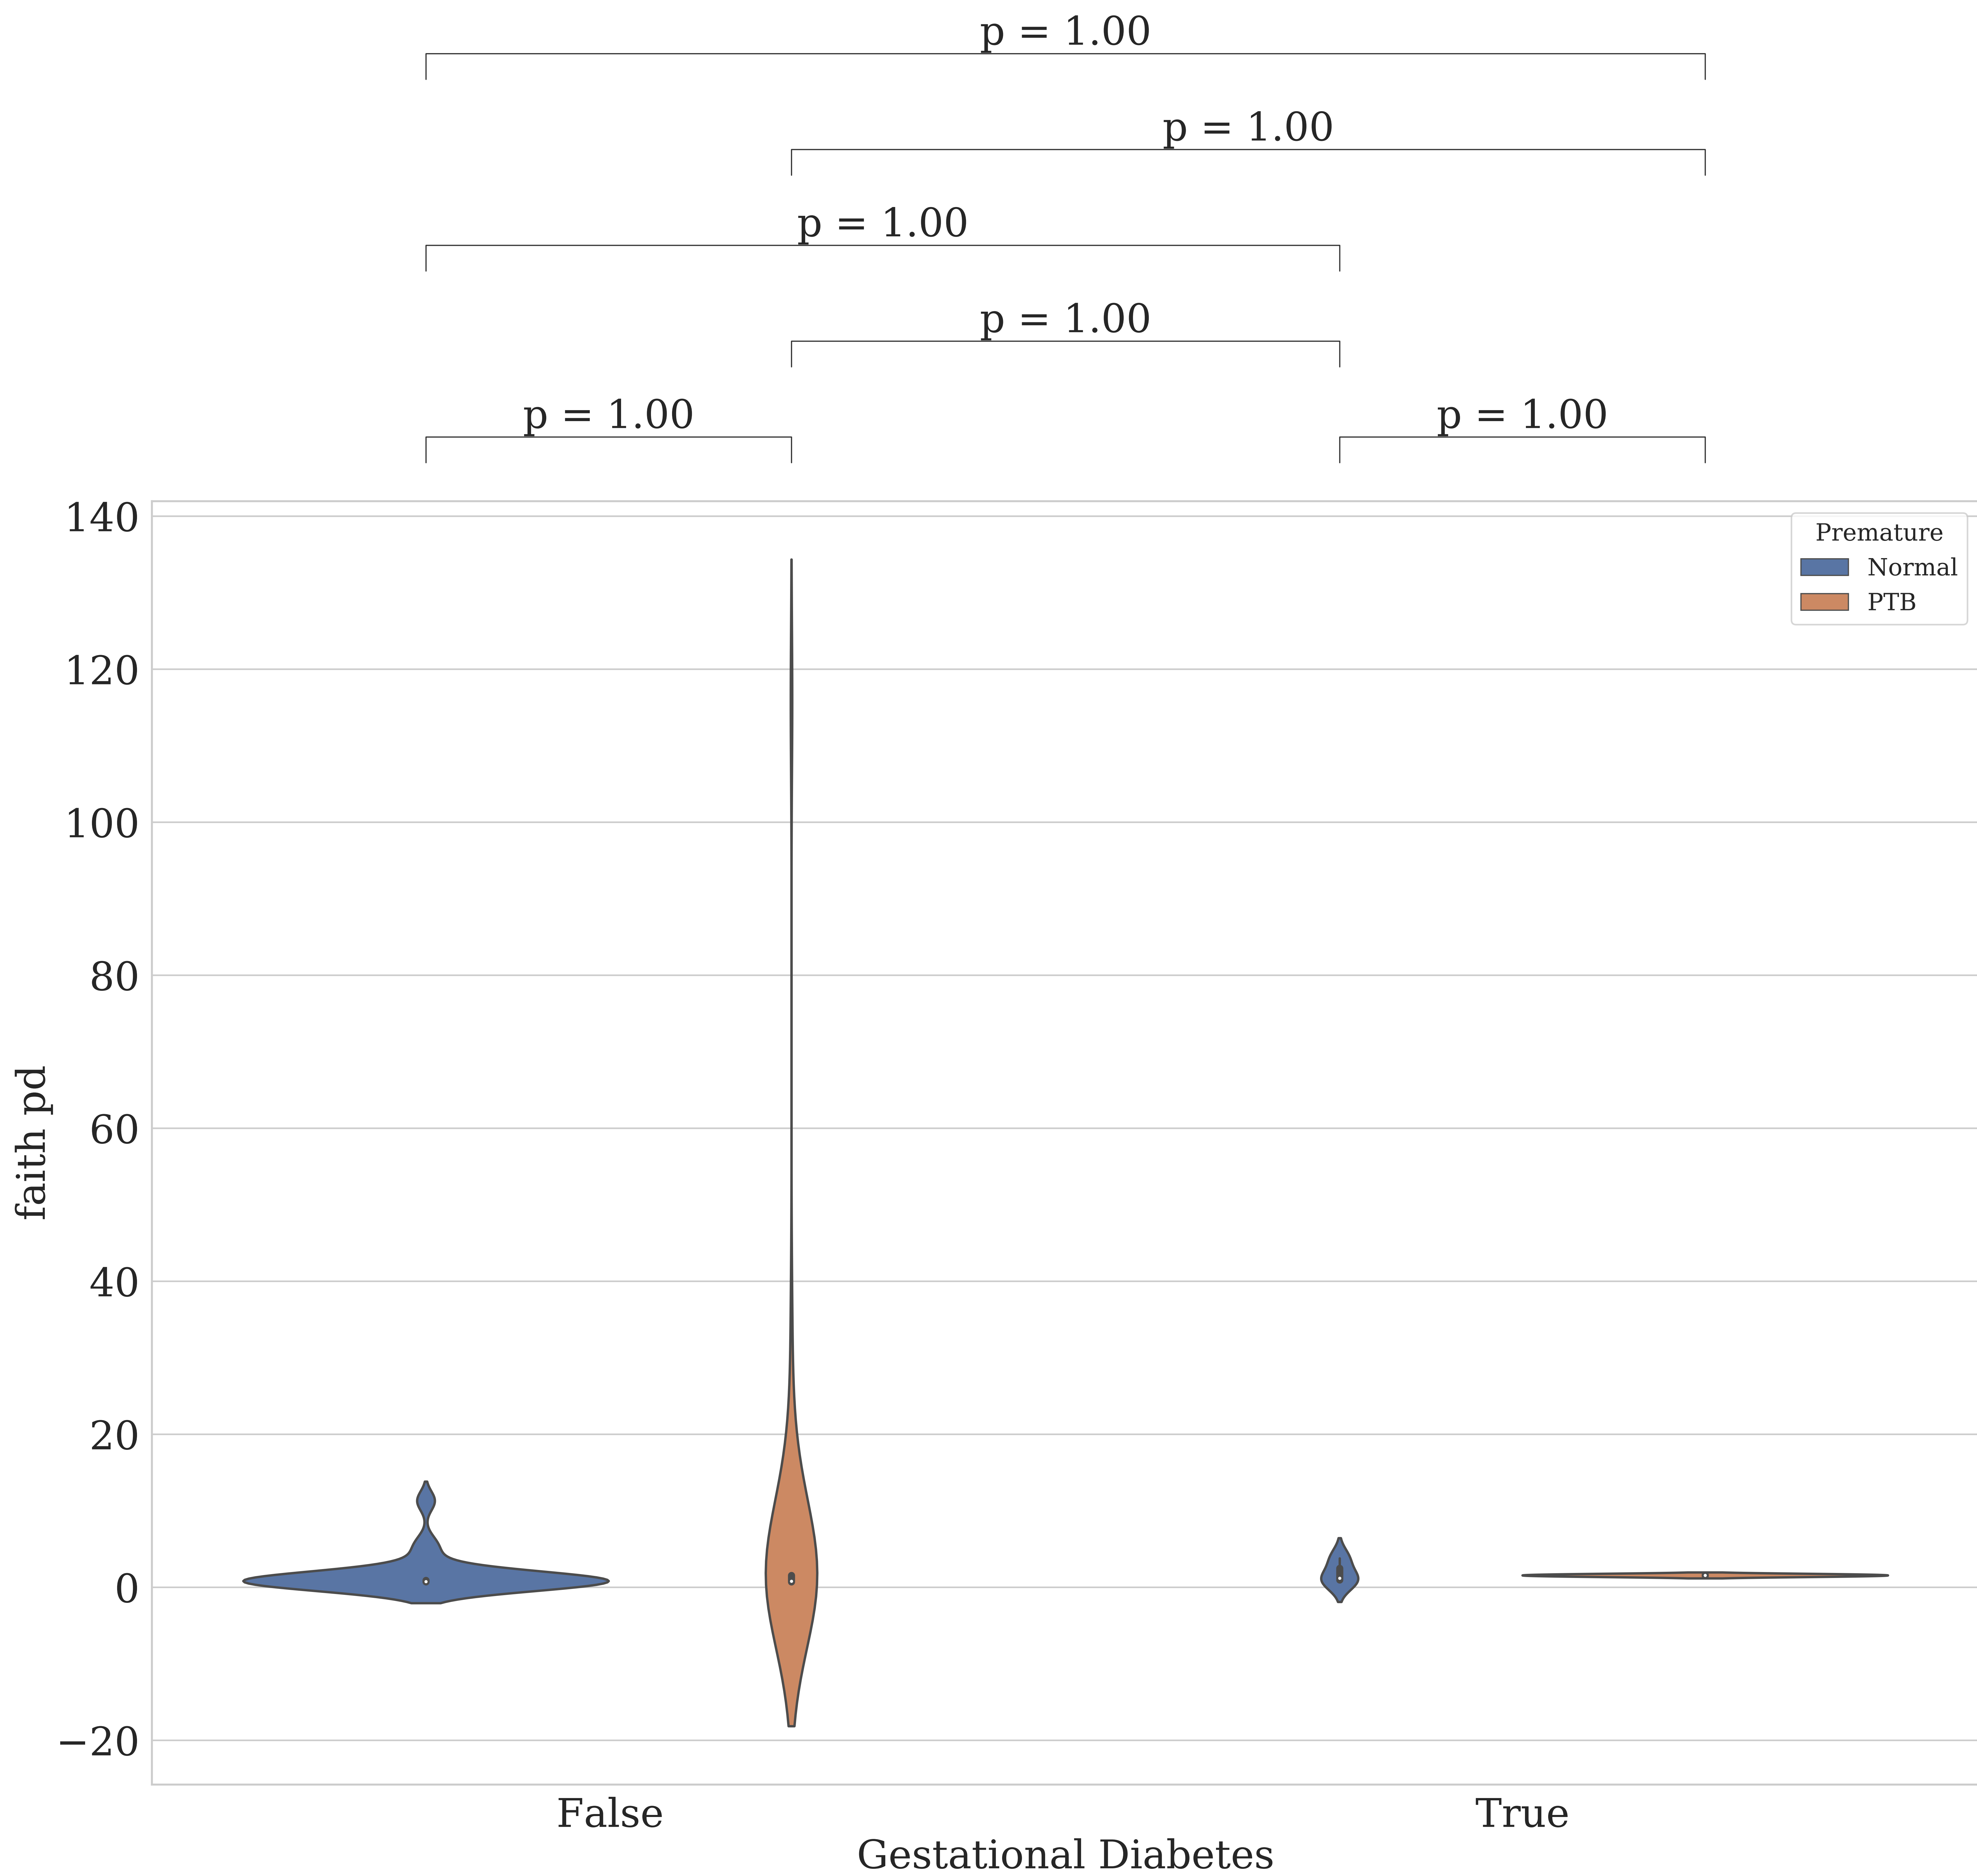 p = 1.00
p = 1.00
p = 1.00
p = 1.00
p = 1.00
p = 1.00
140
120
100
80
60
40
20
0
−20
faith pd
Premature
Normal
PTB
False
True
Gestational Diabetes